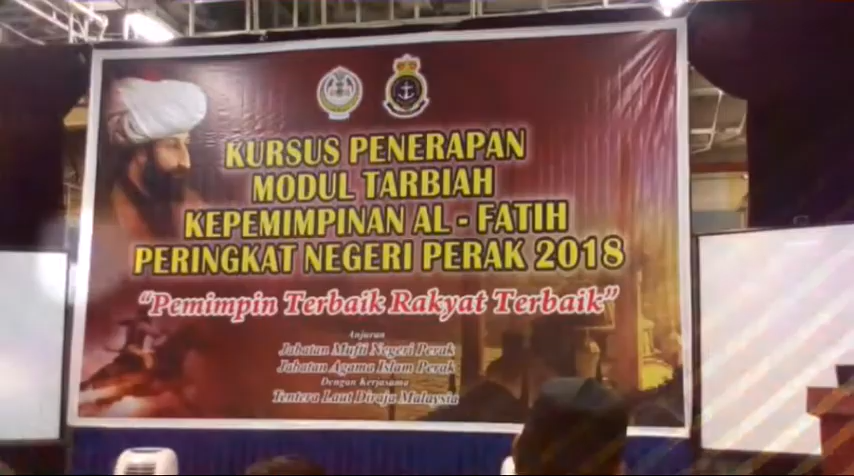 KURSUS PENERAPAN
MODUL TARBIAH
KEPEMIMPINAN AL - FATIH
PERINGKAT NEGERI PERAK 2018
“Pemimpin Terbaik Rakyat Terbaik”
Anjuran
Jabatan Mufti Negeri Perak
Jabatan Agama Islam Perak
Dengan Kerjasama
Tentera Laut Diraja Malaysia